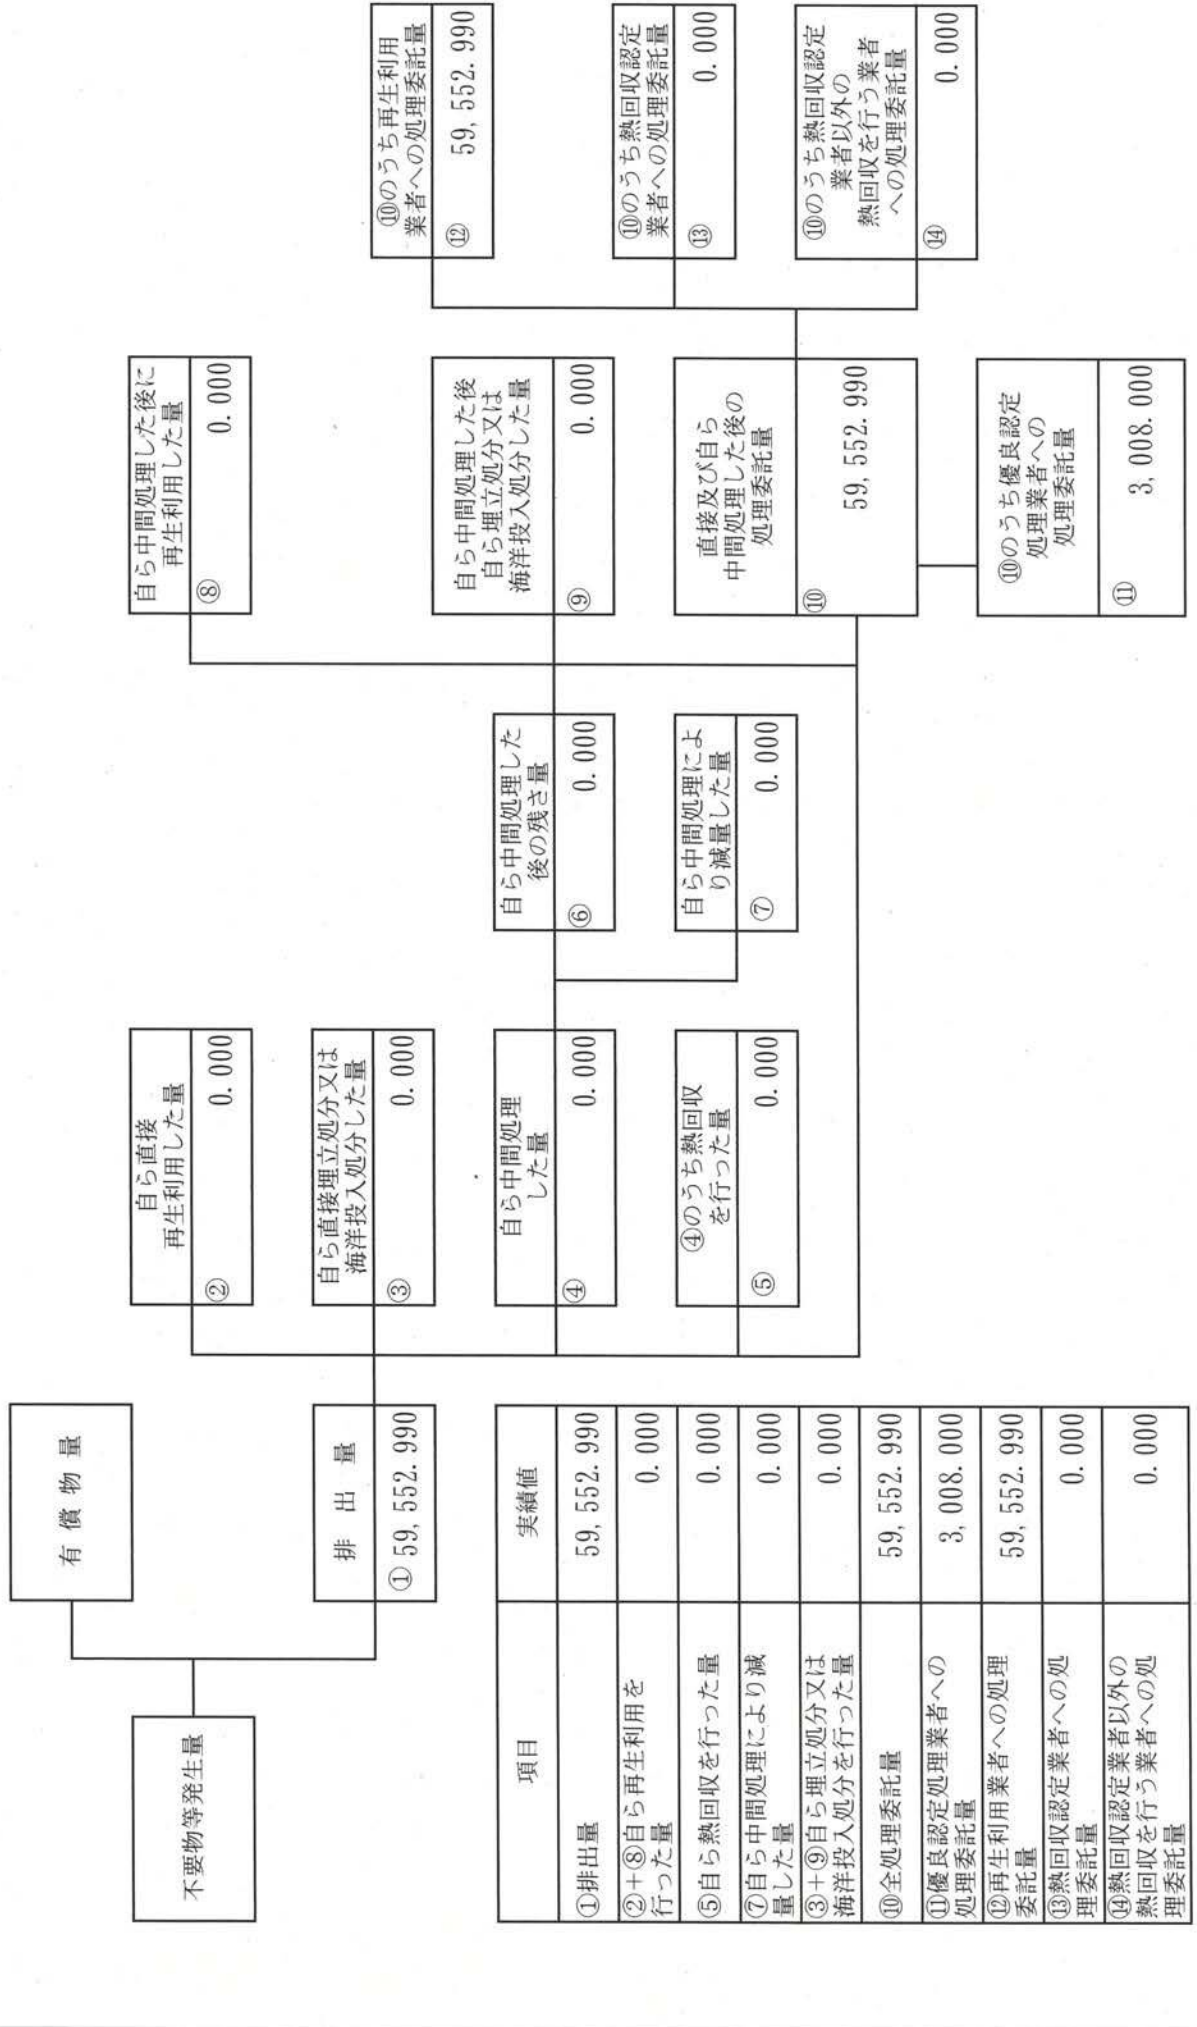 有 償 物 量
不要物等発生量
排 出 量
① 59,552.990
自ら直接
再生利用した量
② 0.000
自ら直接埋立処分又は
海洋投入処分した量
③ 0.000
自ら中間処理
した量
④ 0.000
④のうち熱回収
を行った量
⑤ 0.000
自ら中間処理した
後の残さ量
⑥ 0.000
自ら中間処理によ
り減量した量
⑦ 0.000
自ら中間処理した後に
再生利用した量
⑧ 0.000
自ら中間処理した後
自ら埋立処分又は
海洋投入処分した量
⑨ 0.000
直接及び自ら
中間処理した後の
処理委託量
⑩ 59,552.990
⑩のうち優良認定
処理業者への
処理委託量
⑪ 3,008.000
⑩のうち再生利用
業者への処理委託量
⑫ 59,552.990
⑩のうち熱回収認定
業者への処理委託量
⑬ 0.000
⑩のうち熱回収認定
業者以外の
熱回収を行う業者
への処理委託量
⑭ 0.000
項目 実績値
①排出量 59,552.990
②+⑧自ら再生利用を
行った量 0.000
⑤自ら熱回収を行った量 0.000
⑦自ら中間処理により減
量した量 0.000
③+⑨自ら埋立処分又は
海洋投入処分を行った量 0.000
⑩全処理委託量 59,552.990
⑪優良認定処理業者への
処理委託量 3,008.000
⑫再生利用業者への処理
委託量 59,552.990
⑬熱回収認定業者への処
理委託量 0.000
⑭熱回収認定業者以外の
熱回収を行う業者への処
理委託量 0.000